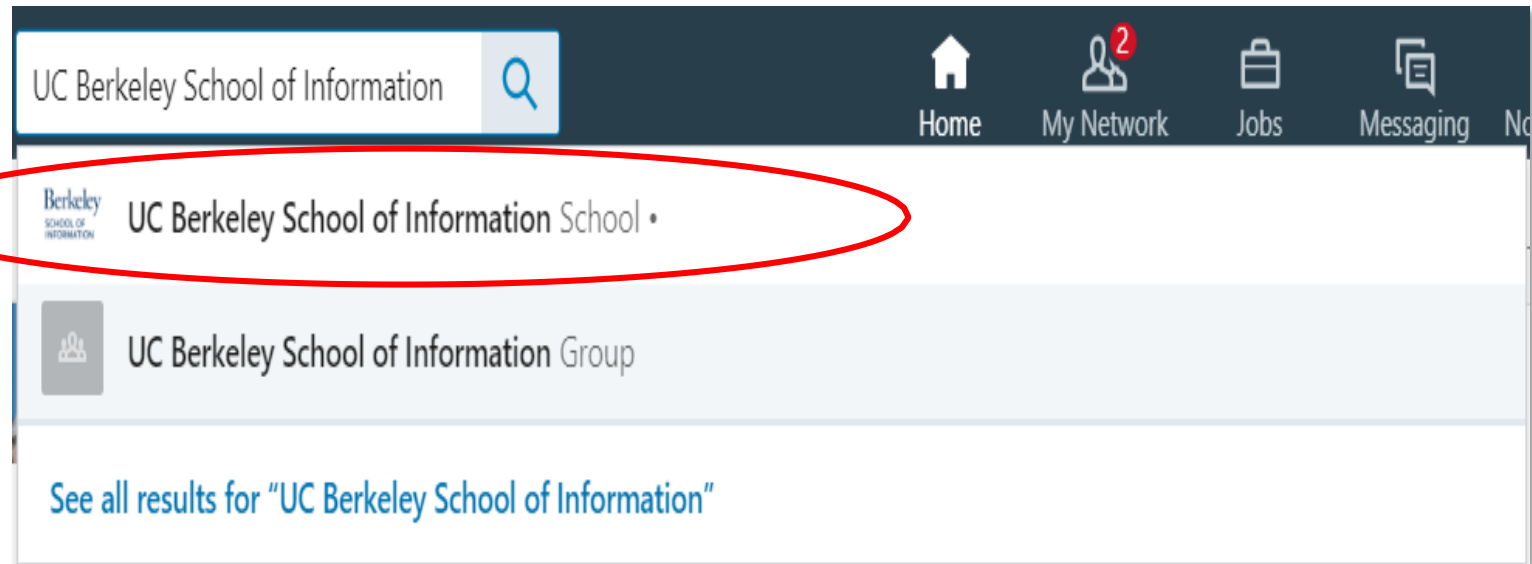 UC Berkeley School of Information
2
Home My Network Jobs Messaging No
Berkeley
SCHOOL OF
INFORMATION
UC Berkeley School of Information School •
UC Berkeley School of Information Group
See all results for “UC Berkeley School of Information”